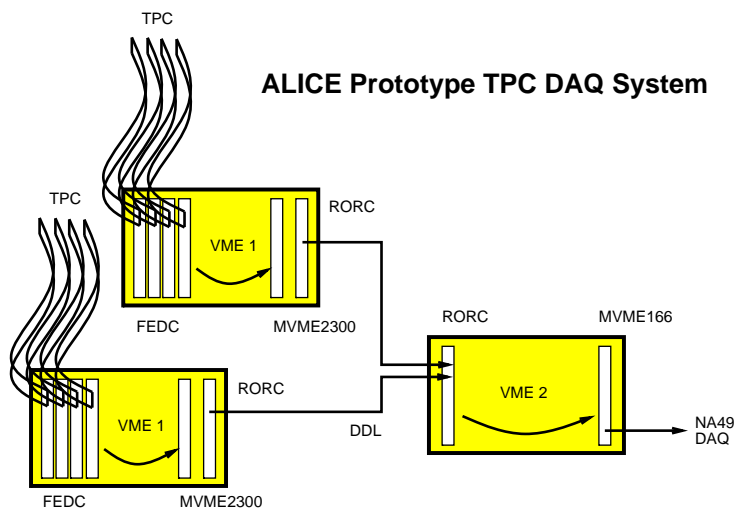 TPC
ALICE Prototype TPC DAQ System
TPC
RORC
VME 1
FEDC
MVME2300
RORC
MVME166
RORC
VME 2
VME 1
DDL
NA49
DAQ
FEDC
MVME2300